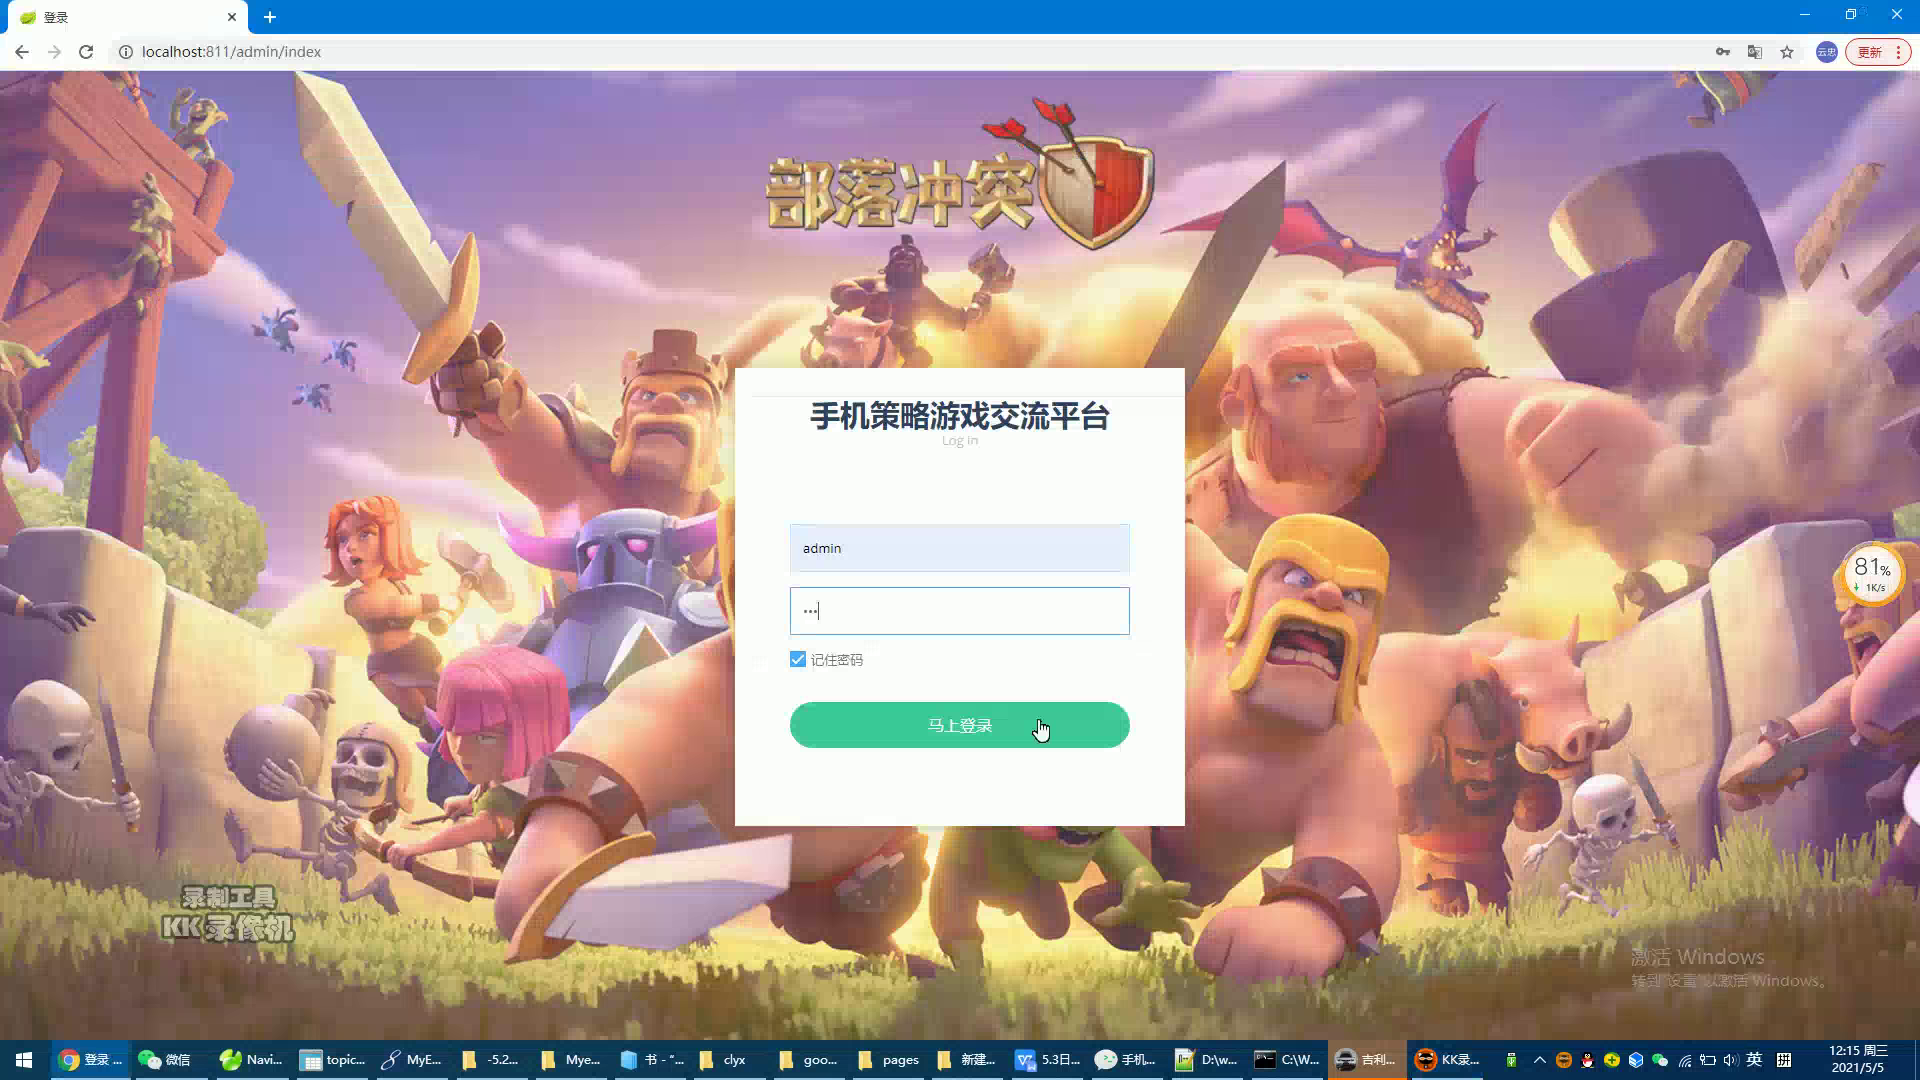 登录
localhost:811/admin/index
云忠
更新
部落冲突
手机策略游戏交流平台
Log in
admin
记住密码
马上登录
81%
1K/s
录制工具
KK录像机
激活 Windows
转到"设置"以激活 Windows。
登录 ...
微信
Navi...
topic...
MyE...
-5.2...
Mye...
书 - "...
clyx
goo...
pages
新建...
5.3日...
手机...
D:\w...
C:\W...
吉利...
KK录...
英
拼
12:15 周三
2021/5/5